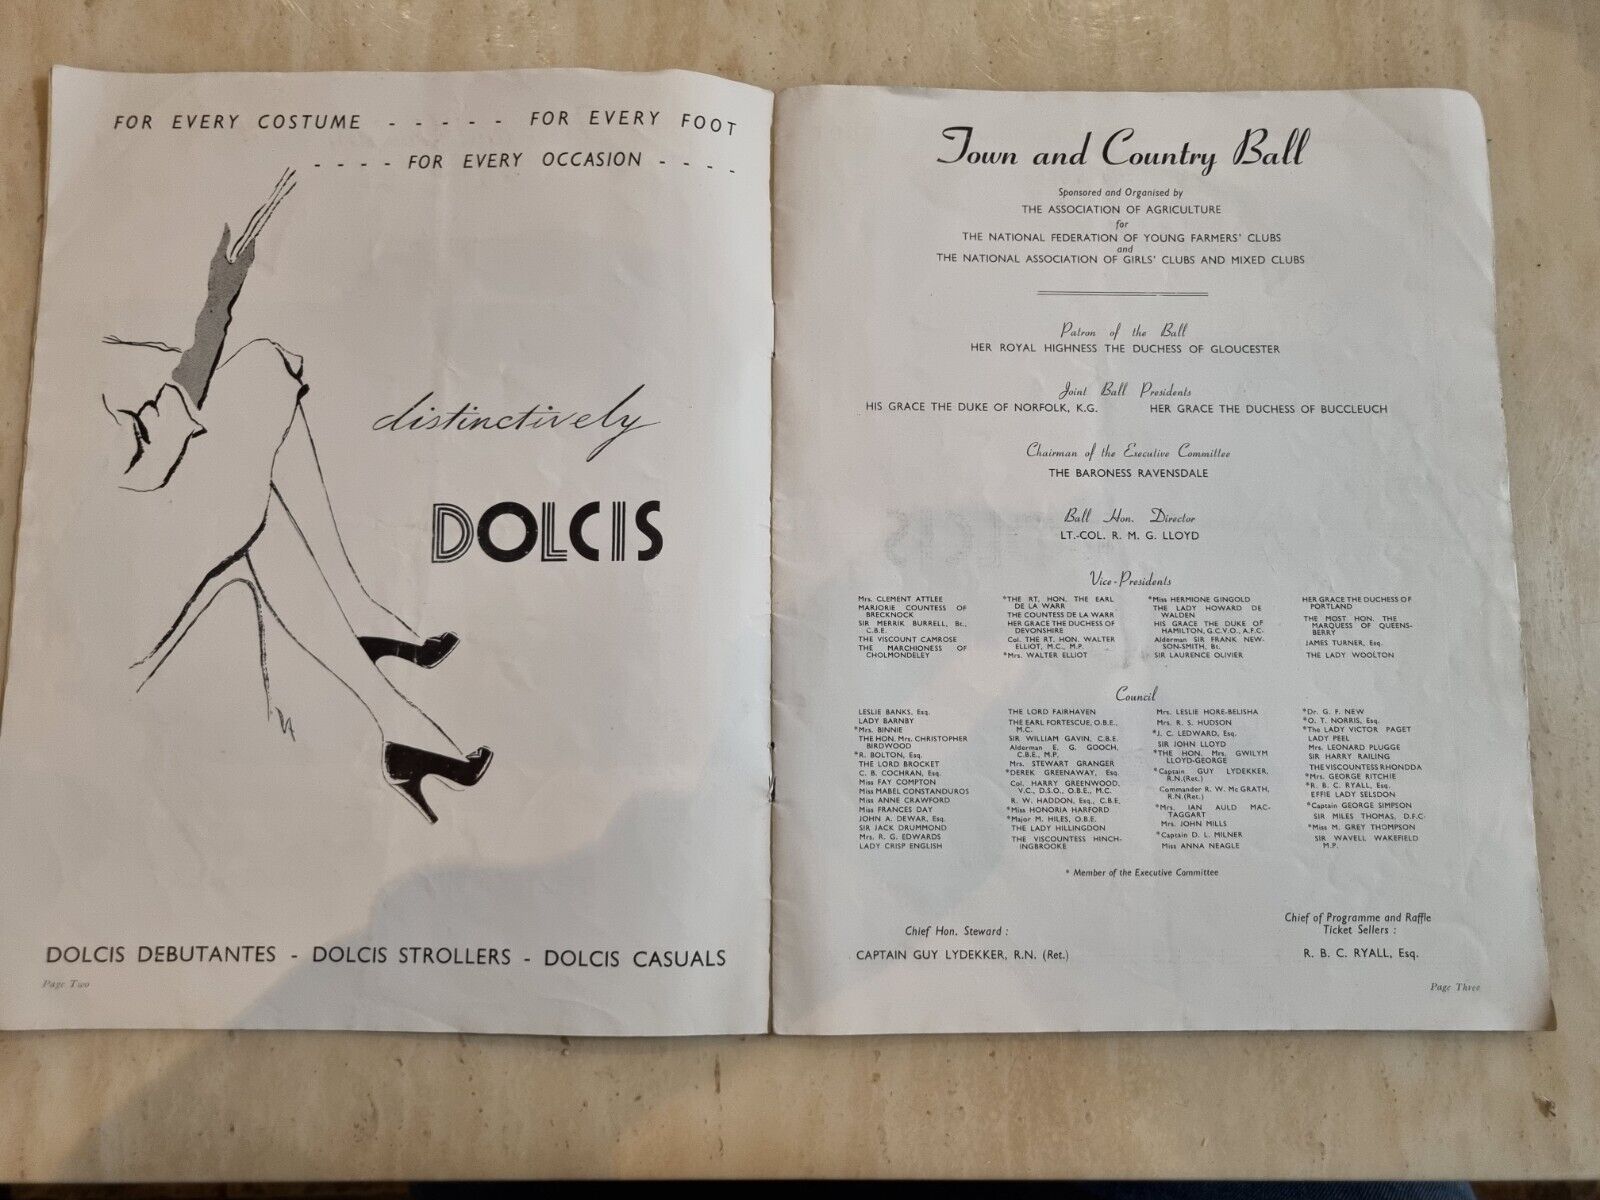 FOR EVERY COSTUME - - - - - FOR EVERY FOOT
- - - - FOR EVERY OCCASION - - - -
distinctively
DOLCIS
DOLCIS DEBUTANTES - DOLCIS STROLLERS - DOLCIS CASUALS
Page Two
Town and Country Ball
Sponsored and Organised by
THE ASSOCIATION OF AGRICULTURE
for
THE NATIONAL FEDERATION OF YOUNG FARMERS' CLUBS
and
THE NATIONAL ASSOCIATION OF GIRLS' CLUBS AND MIXED CLUBS
Patron of the Ball
HER ROYAL HIGHNESS THE DUCHESS OF GLOUCESTER
Joint Ball Presidents
HIS GRACE THE DUKE OF NORFOLK, K.G. HER GRACE THE DUCHESS OF BUCCLEUCH
Chairman of the Executive Committee
THE BARONESS RAVENSDALE
Ball Hon. Director
LT.-COL. R. M. G. LLOYD
Vice-Presidents
Mrs. CLEMENT ATTLEE
MARJORIE COUNTESS OF
BRECKNOCK
SIR MERRIK BURRELL, Bt.,
C.B.E.
THE VISCOUNT CAMROSE
THE MARCHIONESS OF
CHOLMONDELEY
*THE RT. HON. THE EARL
DE LA WARR
THE COUNTESS DE LA WARR
HER GRACE THE DUCHESS OF
DEVONSHIRE
Col. THE RT. HON. WALTER
ELLIOT, M.C., M.P.
*Mrs. WALTER ELLIOT
*Miss HERMIONE GINGOLD
THE LADY HOWARD DE
WALDEN
HIS GRACE THE DUKE OF
HAMILTON, G.C.V.O., A.F.C.
Alderman SIR FRANK NEW-
SON-SMITH, Bt.
SIR LAURENCE OLIVIER
HER GRACE THE DUCHESS OF
PORTLAND
THE MOST HON. THE
MARQUESS OF QUEENS-
BERRY
JAMES TURNER, Esq.
THE LADY WOOLTON
Council
LESLIE BANKS, Esq.
LADY BARNBY
*Mrs. BINNIE
THE HON. Mrs. CHRISTOPHER
BIRDWOOD
*R. BOLTON, Esq.
THE LORD BROCKET
C. B. COCHRAN, Esq.
Miss FAY COMPTON
Miss MABEL CONSTANDUROS
Miss ANNE CRAWFORD
Miss FRANCES DAY
JOHN A. DEWAR, Esq.
SIR JACK DRUMMOND
Mrs. R. G. EDWARDS
LADY CRISP ENGLISH
THE LORD FAIRHAVEN
THE EARL FORTESCUE, O.B.E.,
M.C.
SIR WILLIAM GAVIN, C.B.E.
Alderman E. G. GOOCH,
C.B.E., M.P.
Mrs. STEWART GRANGER
*DEREK GREENAWAY, Esq.
Col. HARRY GREENWOOD,
V.C., D.S.O., O.B.E., M.C.
R. W. HADDON, Esq., C.B.E.
*Miss HONORIA HARFORD
*Major M. HILES, O.B.E.
THE LADY HILLINGDON
THE VISCOUNTESS HINCH-
INGBROOKE
Mrs. LESLIE HORE-BELISHA
Mrs. R. S. HUDSON
*J. C. LEDWARD, Esq.
SIR JOHN LLOYD
*THE HON. Mrs. GWILYM
LLOYD-GEORGE
*Captain GUY LYDEKKER,
R.N.(Ret.)
Commander R. W. Mc GRATH,
R.N.(Ret.)
*Mrs. IAN AULD MAC-
TAGGART
Mrs. JOHN MILLS
*Captain D. L. MILNER
Miss ANNA NEAGLE
*Dr. G. F. NEW
*O. T. NORRIS, Esq.
*The LADY VICTOR PAGET
LADY PEEL
Mrs. LEONARD PLUGGE
SIR HARRY RAILING
THE VISCOUNTESS RHONDDA
*Mrs. GEORGE RITCHIE
*R. B. C. RYALL, Esq.
EFFIE LADY SELSDON
*Captain GEORGE SIMPSON
SIR MILES THOMAS, D.F.C.
*Miss M. GREY THOMPSON
SIR WAVELL WAKEFIELD
M.P.
* Member of the Executive Committee
Chief Hon. Steward :
CAPTAIN GUY LYDEKKER, R.N. (Ret.)
Chief of Programme and Raffle
Ticket Sellers :
R. B. C. RYALL, Esq.
Page Three